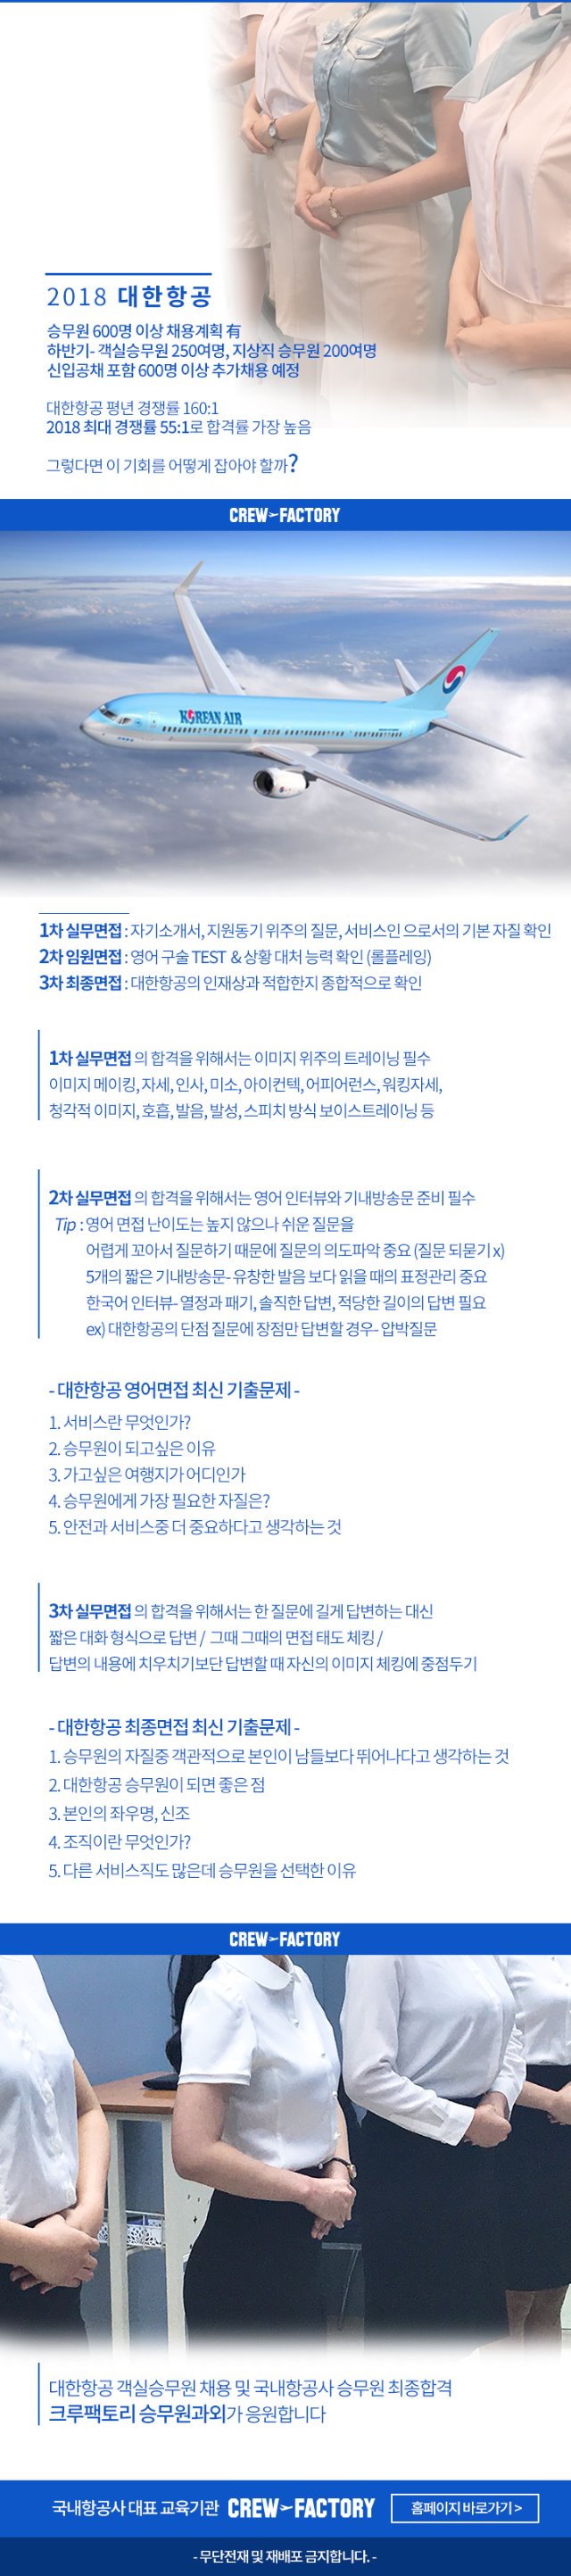 2018 대한항공
승무원 600명 이상 채용계획 有
하반기- 객실승무원 250여명, 지상직 승무원 200여명
신입공채 포함 600명 이상 추가채용 예정
대한항공 평년 경쟁률 160:1
2018 최대 경쟁률 55:1로 합격률 가장 높음
그렇다면 이 기회를 어떻게 잡아야 할까?
CREW FACTORY
KOREAN AIR
1차 실무면접 : 자기소개서, 지원동기 위주의 질문, 서비스인 으로서의 기본 자질 확인
2차 임원면접 : 영어 구술 TEST & 상황 대처 능력 확인 (롤플레잉)
3차 최종면접 : 대한항공의 인재상과 적합한지 종합적으로 확인
1차 실무면접 의 합격을 위해서는 이미지 위주의 트레이닝 필수
이미지 메이킹, 자세, 인사, 미소, 아이컨텍, 어피어런스, 워킹자세,
청각적 이미지, 호흡, 발음, 발성, 스피치 방식 보이스트레이닝 등
2차 실무면접 의 합격을 위해서는 영어 인터뷰와 기내방송문 준비 필수
Tip : 영어 면접 난이도는 높지 않으나 쉬운 질문을
어렵게 꼬아서 질문하기 때문에 질문의 의도파악 중요 (질문 되묻기 x)
5개의 짧은 기내방송문- 유창한 발음 보다 읽을 때의 표정관리 중요
한국어 인터뷰- 열정과 패기, 솔직한 답변, 적당한 길이의 답변 필요
ex) 대한항공의 단점 질문에 장점만 답변할 경우- 압박질문
- 대한항공 영어면접 최신 기출문제 -
1. 서비스란 무엇인가?
2. 승무원이 되고싶은 이유
3. 가고싶은 여행지가 어디인가
4. 승무원에게 가장 필요한 자질은?
5. 안전과 서비스중 더 중요하다고 생각하는 것
3차 실무면접 의 합격을 위해서는 한 질문에 길게 답변하는 대신
짧은 대화 형식으로 답변 / 그때 그때의 면접 태도 체킹 /
답변의 내용에 치우치기보단 답변할 때 자신의 이미지 체킹에 중점두기
- 대한항공 최종면접 최신 기출문제 -
1. 승무원의 자질중 객관적으로 본인이 남들보다 뛰어나다고 생각하는 것
2. 대한항공 승무원이 되면 좋은 점
3. 본인의 좌우명, 신조
4. 조직이란 무엇인가?
5. 다른 서비스직도 많은데 승무원을 선택한 이유
CREW FACTORY
대한항공 객실승무원 채용 및 국내항공사 승무원 최종합격
크루팩토리 승무원과외가 응원합니다
국내항공사 대표 교육기관 CREW FACTORY 홈페이지 바로가기 >
- 무단전재 및 재배포 금지합니다. -